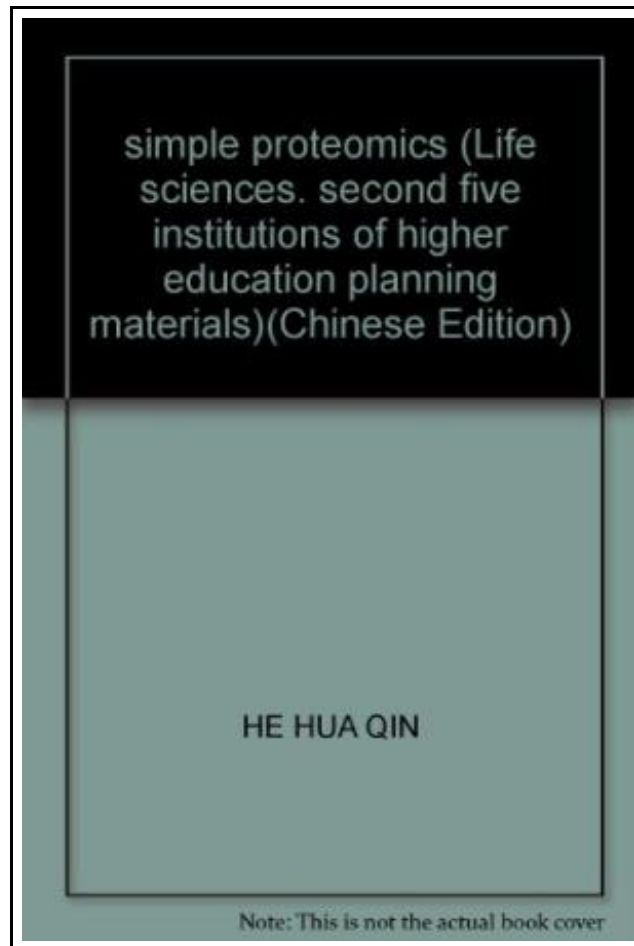 simple proteomics (Life
sciences. second five
institutions of higher
education planning
materials)(Chinese Edition)
HE HUA QIN
Note: This is not the actual book cover